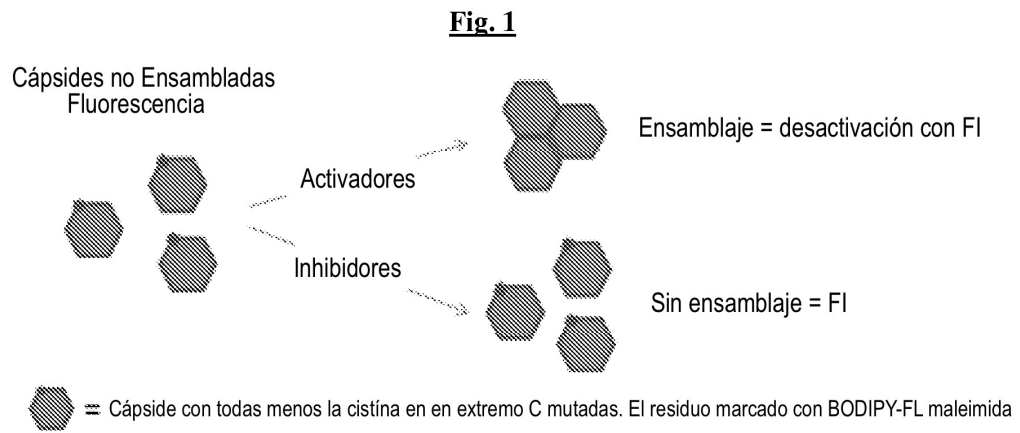 Fig. 1
Cápsides no Ensambladas
Fluorescencia
Ensamblaje = desactivación con FI
Activadores
Inhibidores
Sin ensamblaje = FI
= Cápside con todas menos la cistína en en extremo C mutadas. El residuo marcado con BODIPY-FL maleimida